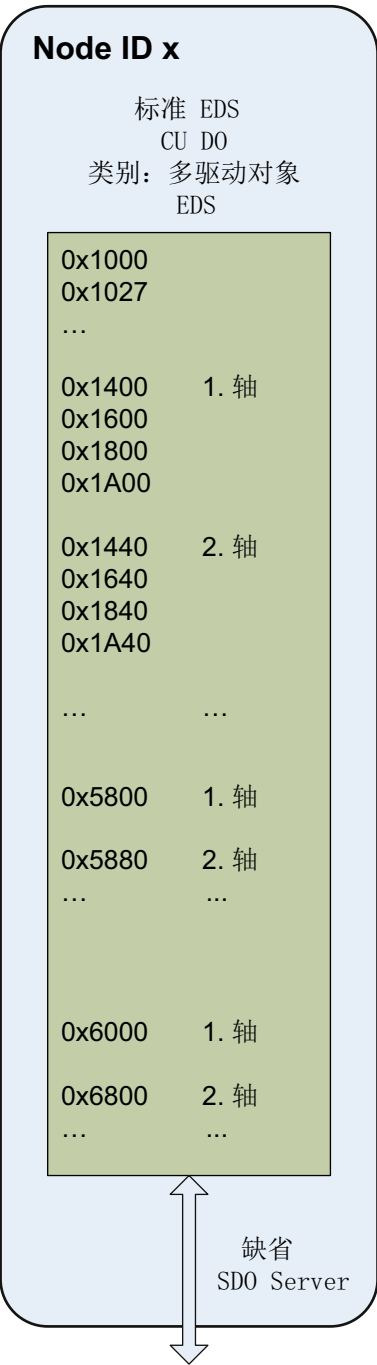 Node ID x
标准 EDS
CU DO
类别：多驱动对象
EDS
0x1000
0x1027
…
0x1400 1. 轴
0x1600
0x1800
0x1A00
0x1440 2. 轴
0x1640
0x1840
0x1A40
… …
0x5800 1. 轴
0x5880 2. 轴
… ...
0x6000 1. 轴
0x6800 2. 轴
… ...
缺省
SDO Server